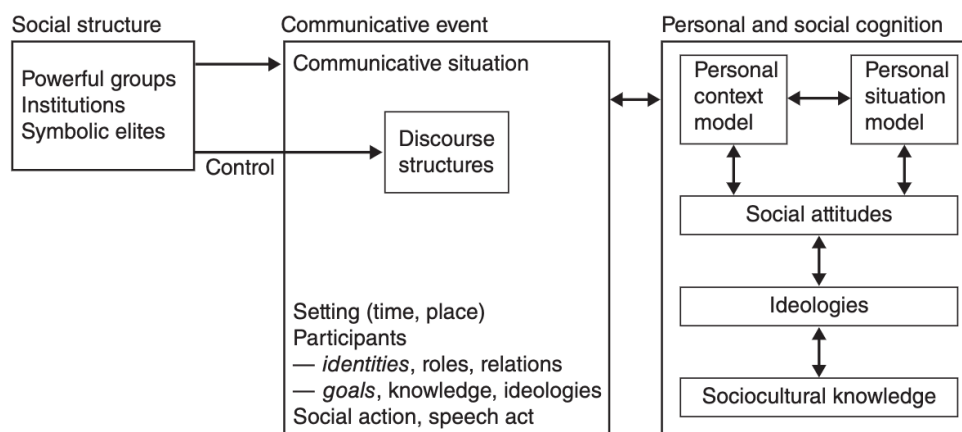 Social structure
Powerful groups
Institutions
Symbolic elites
Control
Communicative event
Communicative situation
Discourse
structures
Setting (time, place)
Participants
— identities, roles, relations
— goals, knowledge, ideologies
Social action, speech act
Personal and social cognition
Personal
context
model
Personal
situation
model
Social attitudes
Ideologies
Sociocultural knowledge